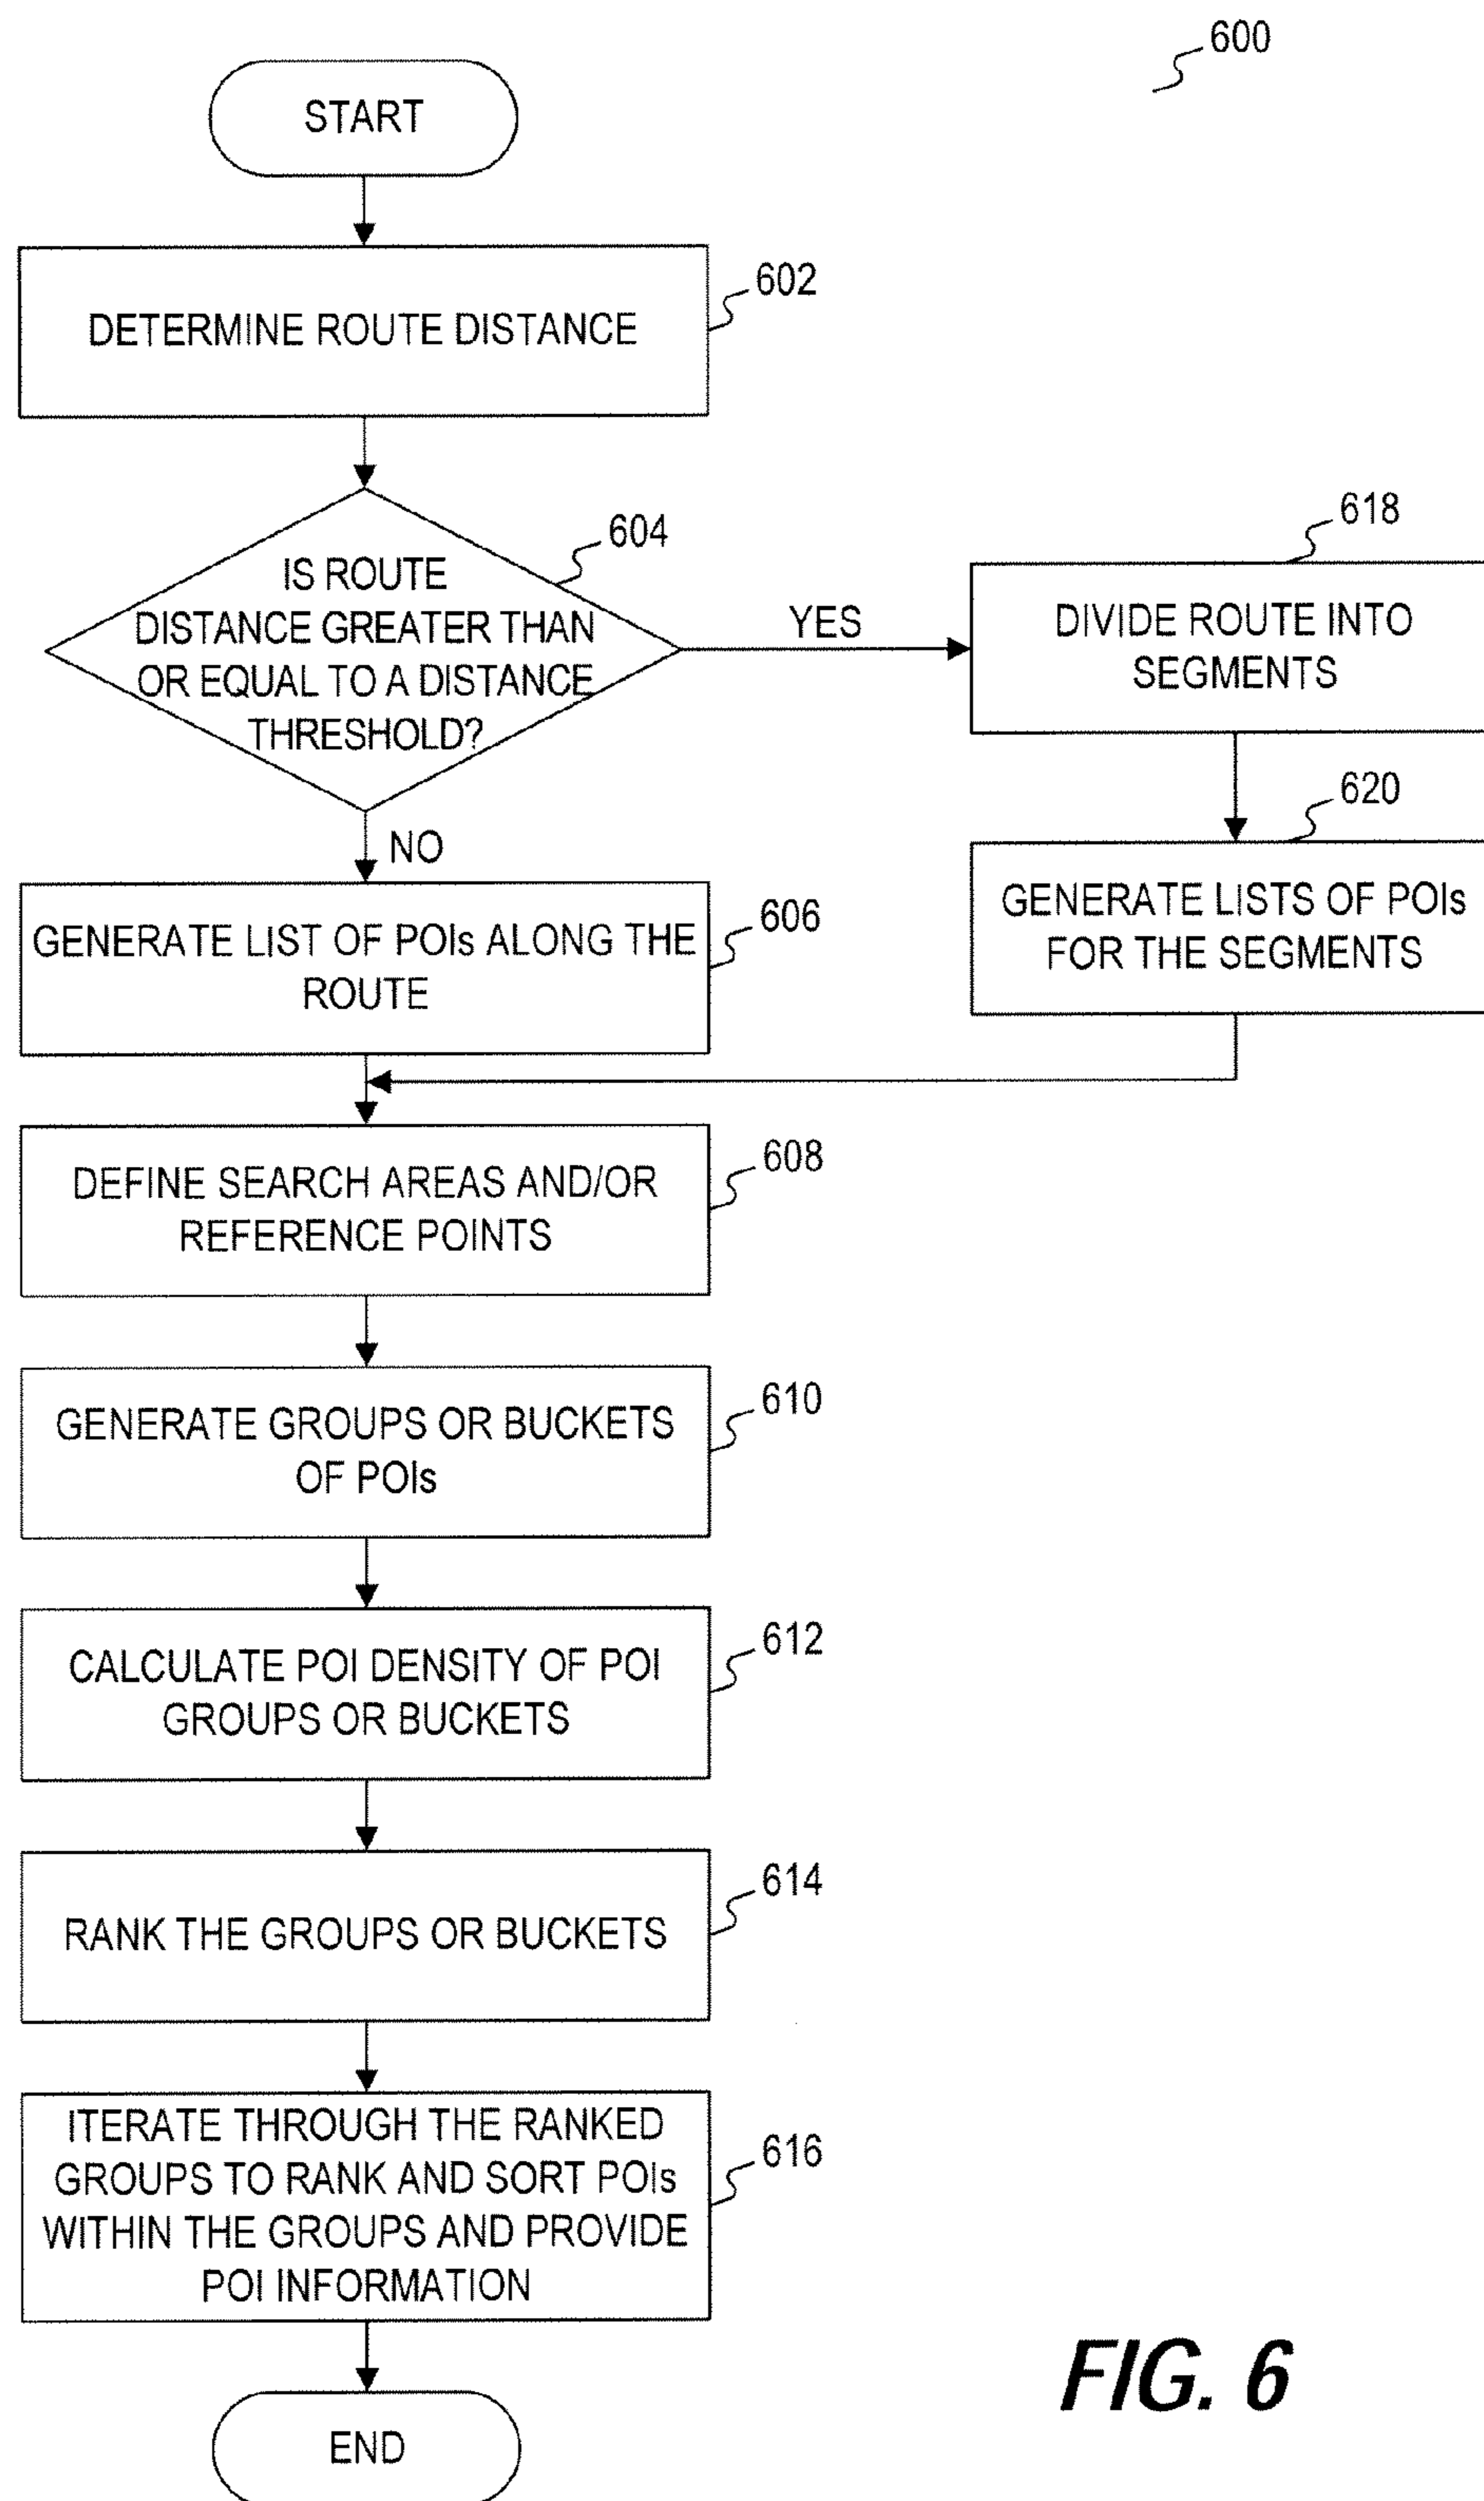 600
START
602
DETERMINE ROUTE DISTANCE
604
IS ROUTE
DISTANCE GREATER THAN
OR EQUAL TO A DISTANCE
THRESHOLD?
YES
618
DIVIDE ROUTE INTO
SEGMENTS
620
GENERATE LISTS OF POIs
FOR THE SEGMENTS
NO
606
GENERATE LIST OF POIs ALONG THE
ROUTE
608
DEFINE SEARCH AREAS AND/OR
REFERENCE POINTS
610
GENERATE GROUPS OR BUCKETS
OF POIs
612
CALCULATE POI DENSITY OF POI
GROUPS OR BUCKETS
614
RANK THE GROUPS OR BUCKETS
616
ITERATE THROUGH THE RANKED
GROUPS TO RANK AND SORT POIs
WITHIN THE GROUPS AND PROVIDE
POI INFORMATION
END
FIG. 6